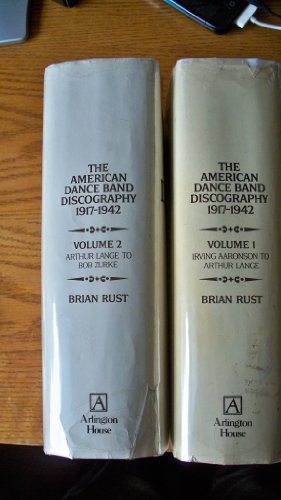 THE
AMERICAN
DANCE BAND
DISCOGRAPHY
1917-1942
VOLUME 2
ARTHUR LANGE TO
BOB ZURKE
BRIAN RUST
A
Arlington
House
THE
AMERICAN
DANCE BAND
DISCOGRAPHY
1917-1942
VOLUME 1
IRVING AARONSON TO
ARTHUR LANGE
BRIAN RUST
A
Arlington
House